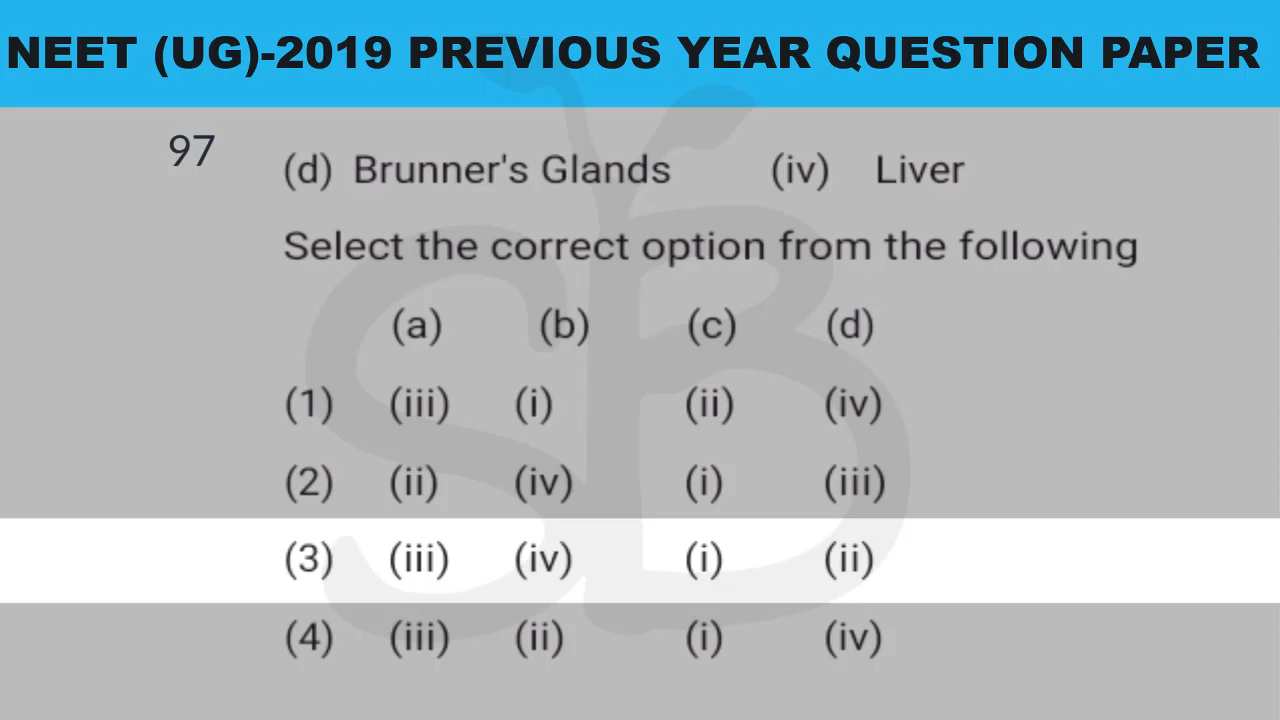 NEET (UG)-2019 PREVIOUS YEAR QUESTION PAPER
97
(d) Brunner's Glands (iv) Liver
Select the correct option from the following
(a) (b) (c) (d)
(1) (iii) (i) (ii) (iv)
(2) (ii) (iv) (i) (iii)
(3) (iii) (iv) (i) (ii)
(4) (iii) (ii) (i) (iv)
SB